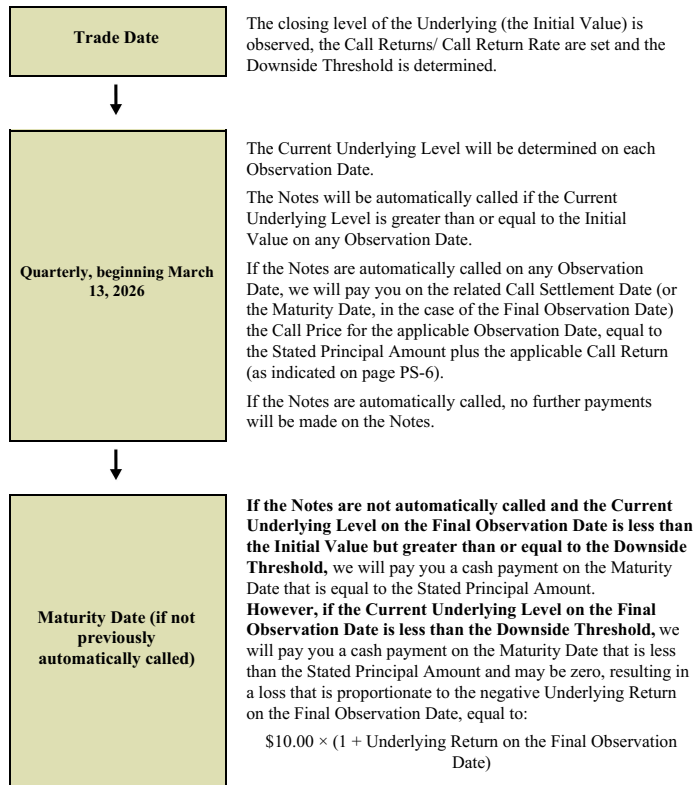 Trade Date
The closing level of the Underlying (the Initial Value) is
observed, the Call Returns/ Call Return Rate are set and the
Downside Threshold is determined.
Quarterly, beginning March
13, 2026
The Current Underlying Level will be determined on each
Observation Date.
The Notes will be automatically called if the Current
Underlying Level is greater than or equal to the Initial
Value on any Observation Date.
If the Notes are automatically called on any Observation
Date, we will pay you on the related Call Settlement Date (or
the Maturity Date, in the case of the Final Observation Date)
the Call Price for the applicable Observation Date, equal to
the Stated Principal Amount plus the applicable Call Return
(as indicated on page PS-6).
If the Notes are automatically called, no further payments
will be made on the Notes.
Maturity Date (if not
previously
automatically called)
If the Notes are not automatically called and the Current
Underlying Level on the Final Observation Date is less than
the Initial Value but greater than or equal to the Downside
Threshold, we will pay you a cash payment on the Maturity
Date that is equal to the Stated Principal Amount.
However, if the Current Underlying Level on the Final
Observation Date is less than the Downside Threshold, we
will pay you a cash payment on the Maturity Date that is less
than the Stated Principal Amount and may be zero, resulting in
a loss that is proportionate to the negative Underlying Return
on the Final Observation Date, equal to:
$10.00 × (1 + Underlying Return on the Final Observation
Date)